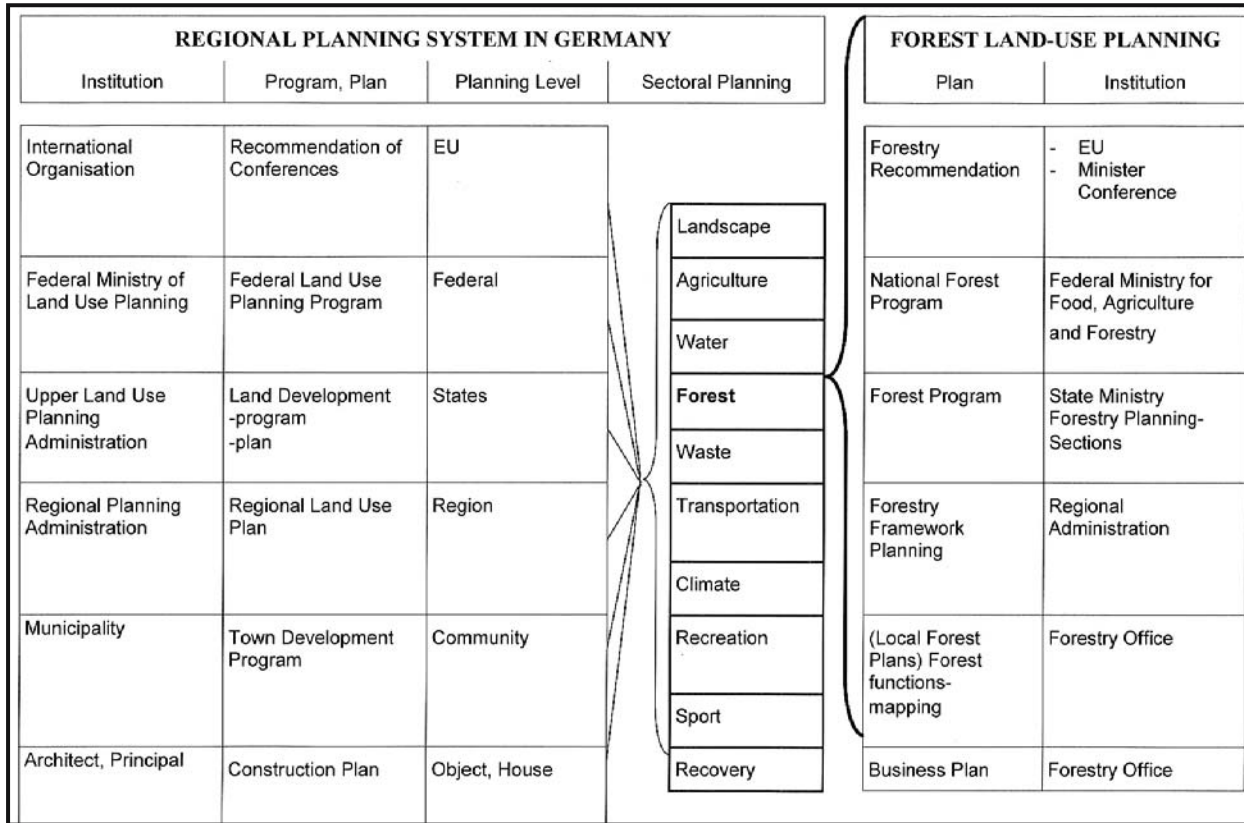 REGIONAL PLANNING SYSTEM IN GERMANY
Institution
Program, Plan
Planning Level
Sectoral Planning
FOREST LAND-USE PLANNING
Plan
Institution
International
Organisation
Recommendation of
Conferences
EU
Forestry
Recommendation
- EU
- Minister
Conference
Federal Ministry of
Land Use Planning
Federal Land Use
Planning Program
Federal
National Forest
Program
Federal Ministry for
Food, Agriculture
and Forestry
Upper Land Use
Planning
Administration
Land Development
-program
-plan
States
Forest Program
State Ministry
Forestry Planning-
Sections
Regional Planning
Administration
Regional Land Use
Plan
Region
Forestry
Framework
Planning
Regional
Administration
Municipality
Town Development
Program
Community
(Local Forest
Plans) Forest
functions-
mapping
Forestry Office
Architect, Principal
Construction Plan
Object, House
Business Plan
Forestry Office
Landscape
Agriculture
Water
Forest
Waste
Transportation
Climate
Recreation
Sport
Recovery